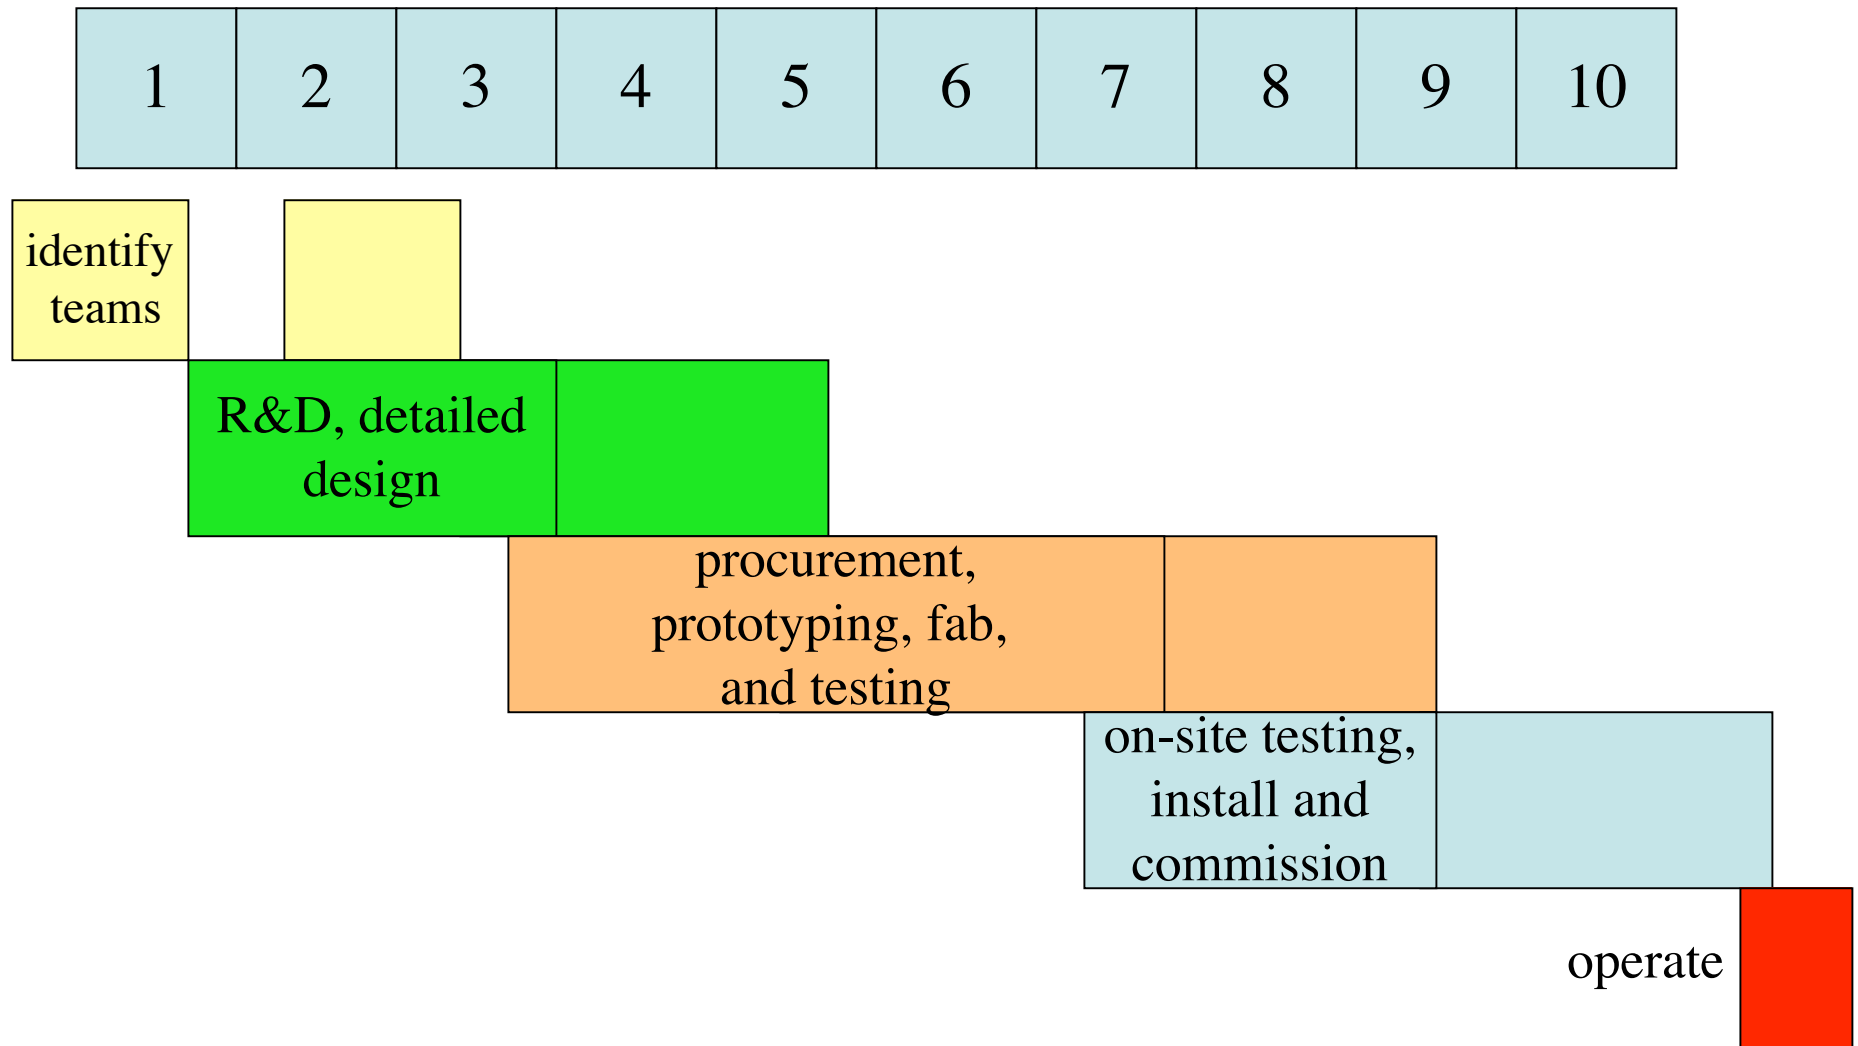 1 2 3 4 5 6 7 8 9 10
identify
teams
R&D, detailed
design
procurement,
prototyping, fab,
and testing
on-site testing,
install and
commission
operate